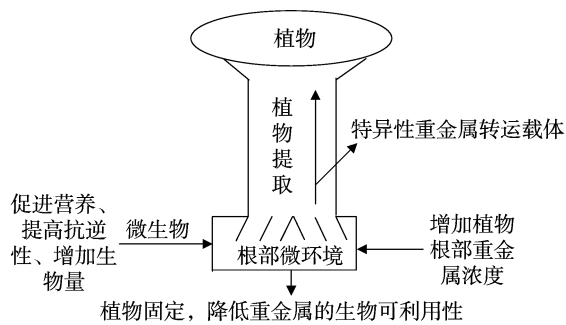 植物
植物提取
特异性重金属转运载体
促进营养、
提高抗逆
性、增加生
物量
微生物
根部微环境
增加植物
根部重金
属浓度
植物固定，降低重金属的生物可利用性